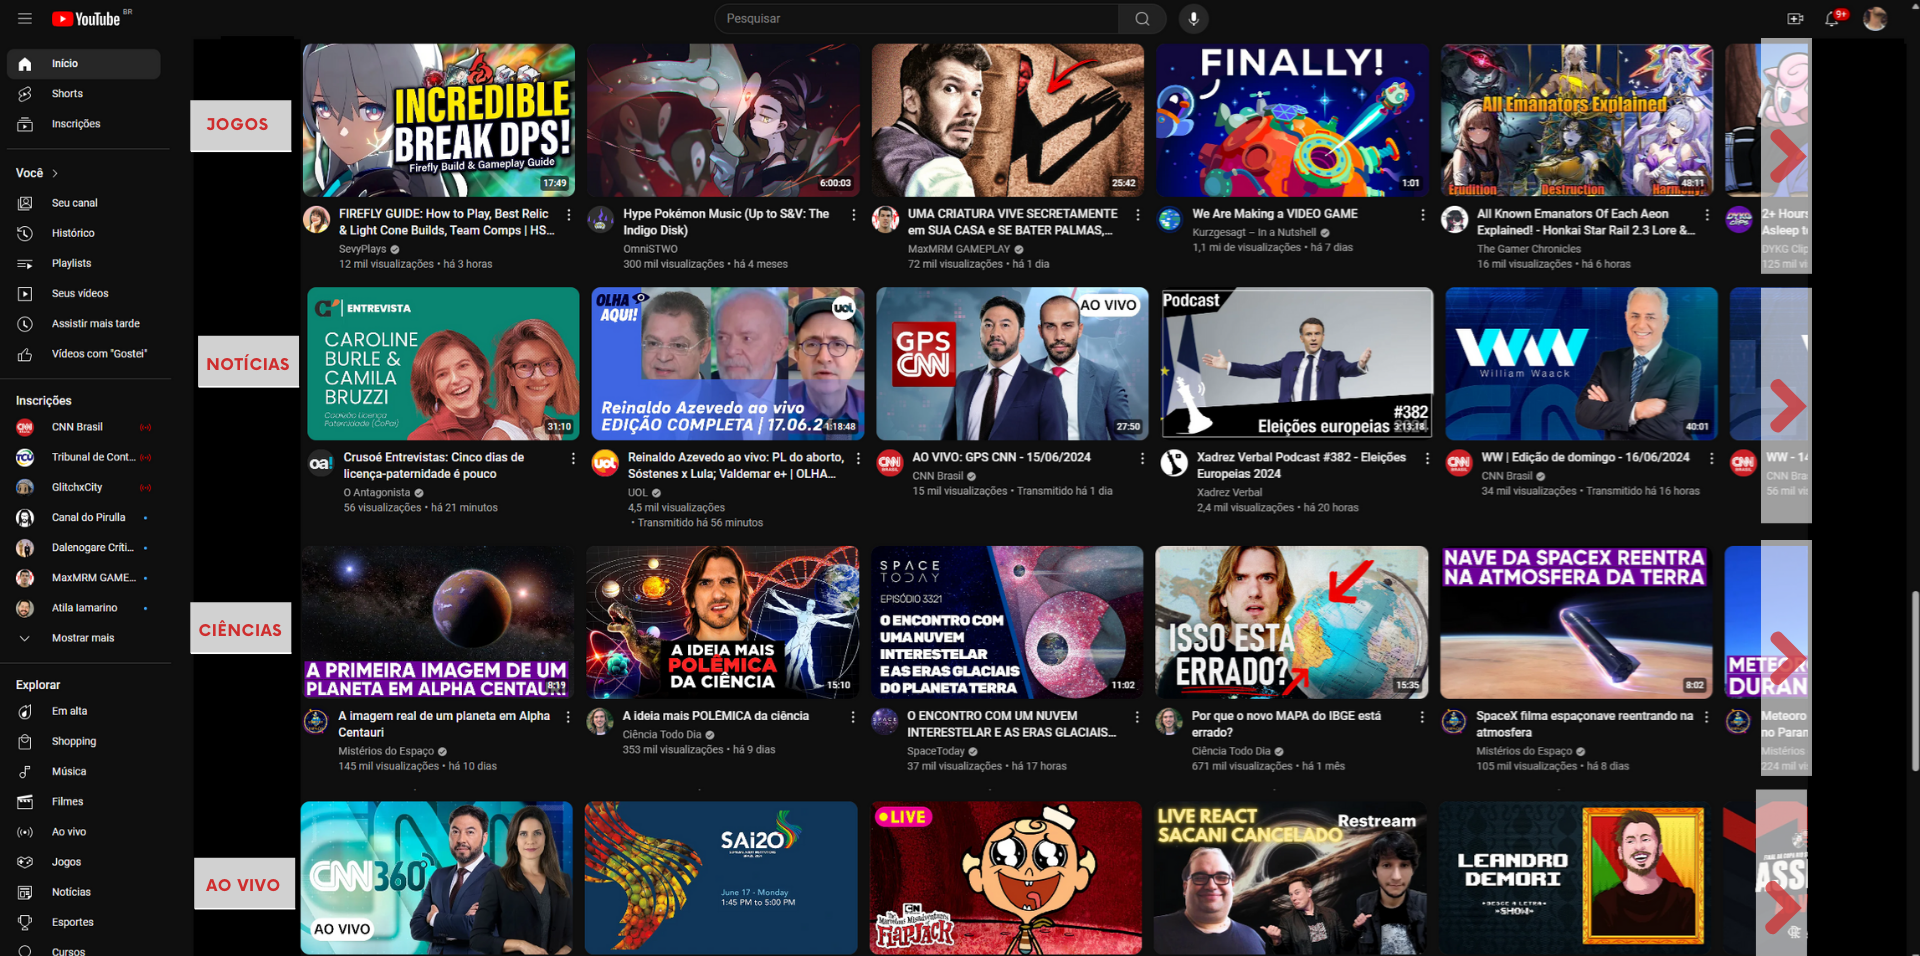 YouTube BR
Pesquisar
9+
Início
Shorts
Inscrições
Você
Seu canal
Histórico
Playlists
Seus vídeos
Assistir mais tarde
Vídeos com "Gostei"
Inscrições
CNN Brasil
Tribunal de Cont...
GlitchxCity
Canal do Pirulla
Dalenogare Críti...
MaxMRM GAME...
Atila Iamarino
Mostrar mais
Explorar
Em alta
Shopping
Música
Filmes
Ao vivo
Jogos
Notícias
Esportes
Cursos
JOGOS
INCREDIBLE
BREAK DPS!
Firefly Build & Gameplay Guide
17:49
FIREFLY GUIDE: How to Play, Best Relic
& Light Cone Builds, Team Comps | HS...
SevyPlays
12 mil visualizações • há 3 horas
6:00:03
Hype Pokémon Music (Up to S&V: The
Indigo Disk)
OmniSTWO
300 mil visualizações • há 4 meses
25:42
UMA CRIATURA VIVE SECRETAMENTE
em SUA CASA e SE BATER PALMAS,...
MaxMRM GAMEPLAY
72 mil visualizações • há 1 dia
FINALLY!
1:01
We Are Making a VIDEO GAME
Kurzgesagt – In a Nutshell
1,1 mi de visualizações • há 7 dias
All Emanators Explained
Erudition
Destruction
Harmony
48:11
All Known Emanators Of Each Aeon
Explained! - Honkai Star Rail 2.3 Lore &...
The Gamer Chronicles
16 mil visualizações • há 6 horas
2+ Hours
Asleep to
DYKG Clip
125 mil vi
NOTÍCIAS
ENTREVISTA
CAROLINE
BURLE &
CAMILA
BRUZZI
Coalizão Licença
Paternidade (CoPai)
31:10
Crusoé Entrevistas: Cinco dias de
licença-paternidade é pouco
O Antagonista
56 visualizações • há 21 minutos
OLHA
AQUI!
uol
Reinaldo Azevedo ao vivo
EDIÇÃO COMPLETA | 17.06.2
1:18:48
Reinaldo Azevedo ao vivo: PL do aborto,
Sóstenes x Lula; Valdemar e+ | OLHA...
UOL
4,5 mil visualizações
• Transmitido há 56 minutos
AO VIVO
GPS
CNN
27:50
AO VIVO: GPS CNN - 15/06/2024
CNN Brasil
15 mil visualizações • Transmitido há 1 dia
Podcast
#382
Eleições europeias
3:13:18
Xadrez Verbal Podcast #382 - Eleições
Europeias 2024
Xadrez Verbal
2,4 mil visualizações • há 20 horas
WW
William Waack
40:01
WW | Edição de domingo - 16/06/2024
CNN Brasil
34 mil visualizações • Transmitido há 16 horas
WW - 14
CNN Bra
56 mil vis
CIÊNCIAS
A PRIMEIRA IMAGEM DE UM
PLANETA EM ALPHA CENTAURI
8:19
A imagem real de um planeta em Alpha
Centauri
Mistérios do Espaço
145 mil visualizações • há 10 dias
A IDEIA MAIS
POLÊMICA
DA CIÊNCIA
15:10
A ideia mais POLÊMICA da ciência
Ciência Todo Dia
353 mil visualizações • há 9 dias
SPACE
TODAY
EPISÓDIO 3321
O ENCONTRO COM
UMA NUVEM
INTERESTELAR
E AS ERAS GLACIAIS
DO PLANETA TERRA
11:02
O ENCONTRO COM UM NUVEM
INTERESTELAR E AS ERAS GLACIAIS...
SpaceToday
37 mil visualizações • há 17 horas
ISSO ESTÁ
ERRADO?
15:35
Por que o novo MAPA do IBGE está
errado?
Ciência Todo Dia
671 mil visualizações • há 1 mês
NAVE DA SPACEX REENTRA
NA ATMOSFERA DA TERRA
8:02
SpaceX filma espaçonave reentrando na
atmosfera
Mistérios do Espaço
105 mil visualizações • há 8 dias
METEOR
DURAN
Meteoro
no Paran
Mistérios
224 mil vi
AO VIVO
CNN 360°
AO VIVO
SAI20
June 17 - Monday
1:45 PM to 5:00 PM
LIVE
CN
The Marvelous Misadventures
FLAPJACK
LIVE REACT
SACANI CANCELADO
Restream
LEANDRO
DEMORI
SHOW
ASS